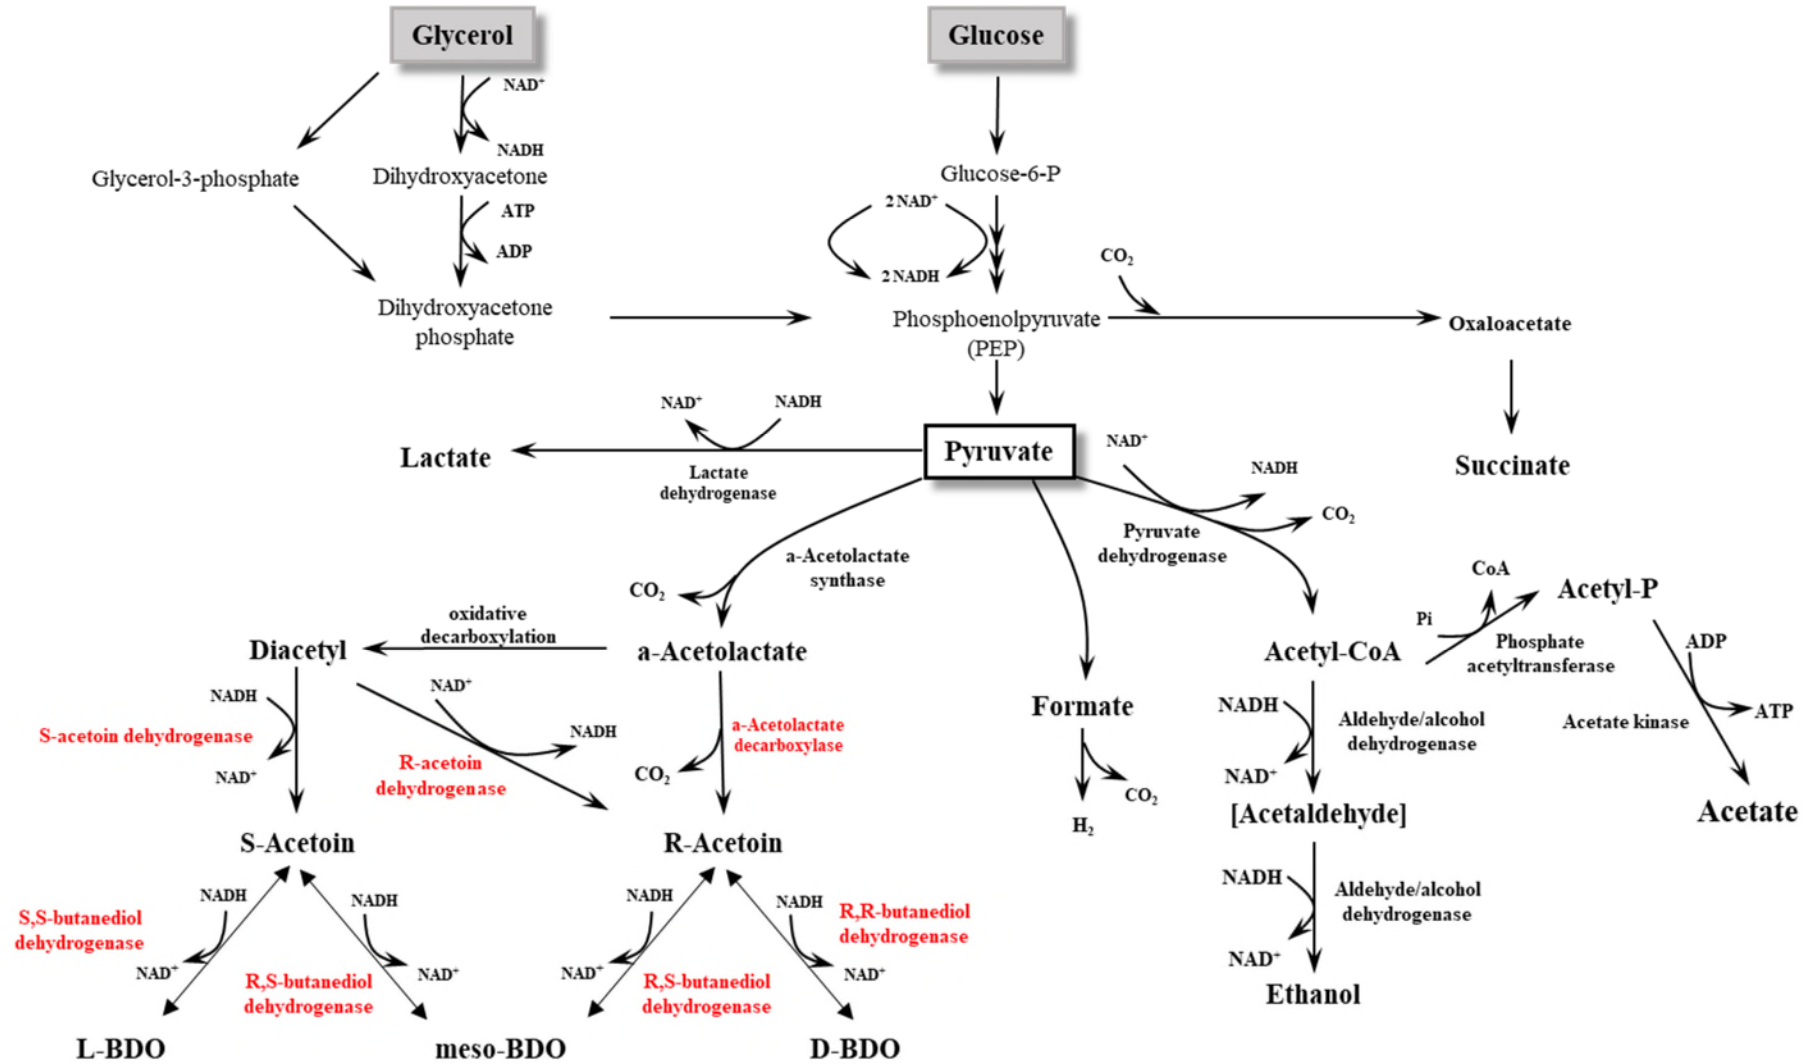 Glycerol
Glucose
NAD⁺
NADH
Glycerol-3-phosphate
Dihydroxyacetone
Glucose-6-P
ATP
ADP
2 NAD⁺
2 NADH
CO₂
Dihydroxyacetone
phosphate
Phosphoenolpyruvate
(PEP)
Oxaloacetate
NAD⁺
NADH
Lactate
Lactate
dehydrogenase
Pyruvate
NAD⁺
NADH
CO₂
Succinate
Pyruvate
dehydrogenase
a-Acetolactate
synthase
CO₂
CoA
Acetyl-P
Pi
Phosphate
acetyltransferase
oxidative
decarboxylation
Diacetyl
a-Acetolactate
Acetyl-CoA
ADP
ATP
Acetate kinase
NADH
S-acetoin dehydrogenase
NAD⁺
NAD⁺
NADH
R-acetoin
dehydrogenase
a-Acetolactate
decarboxylase
CO₂
Formate
CO₂
H₂
NADH
Aldehyde/alcohol
dehydrogenase
NAD⁺
[Acetaldehyde]
Acetate
S-Acetoin
R-Acetoin
NADH
Aldehyde/alcohol
dehydrogenase
NAD⁺
Ethanol
NADH
S,S-butanediol
dehydrogenase
NAD⁺
NADH
R,S-butanediol
dehydrogenase
NAD⁺
NADH
NAD⁺
R,S-butanediol
dehydrogenase
NADH
R,R-butanediol
dehydrogenase
NAD⁺
L-BDO
meso-BDO
D-BDO